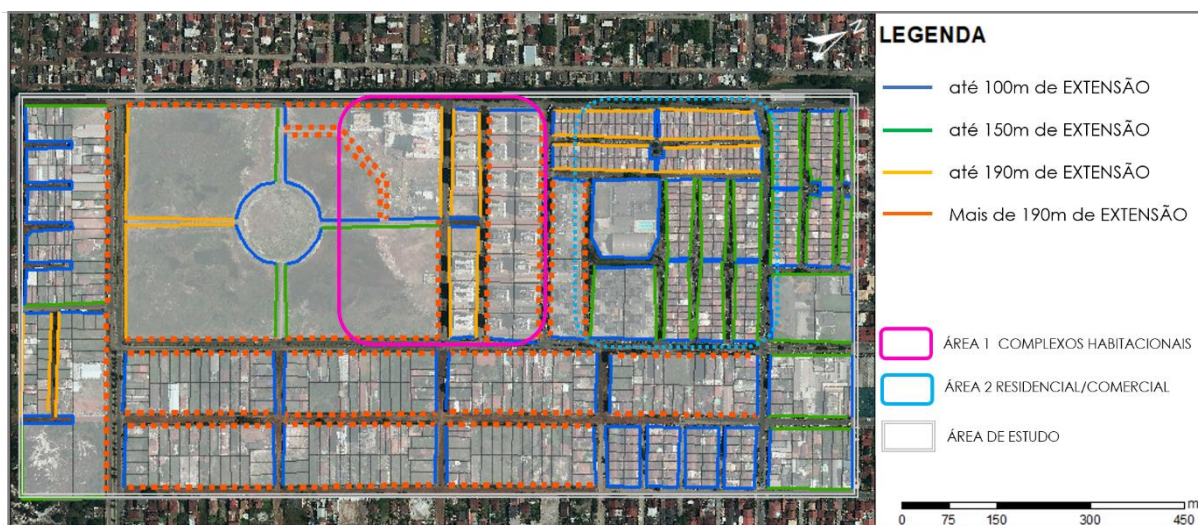 LEGENDA
até 100m de EXTENSÃO
até 150m de EXTENSÃO
até 190m de EXTENSÃO
Mais de 190m de EXTENSÃO
ÁREA 1 COMPLEXOS HABITACIONAIS
ÁREA 2 RESIDENCIAL/COMERCIAL
ÁREA DE ESTUDO
m
0 75 150 300 450